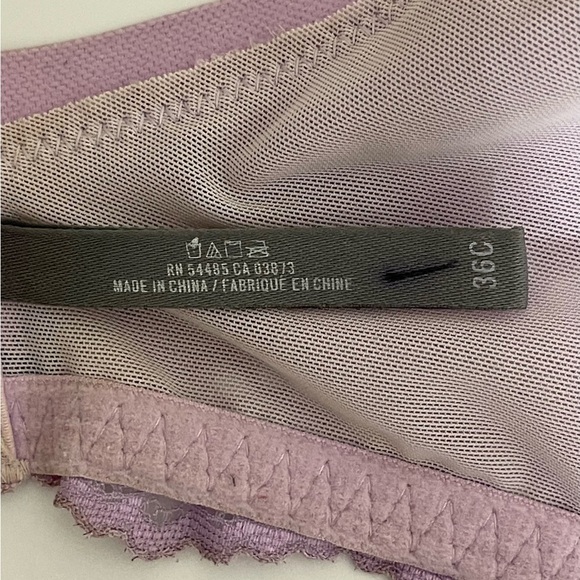 RN 54485 CA 03873
MADE IN CHINA / FABRIQUE EN CHINE
36C